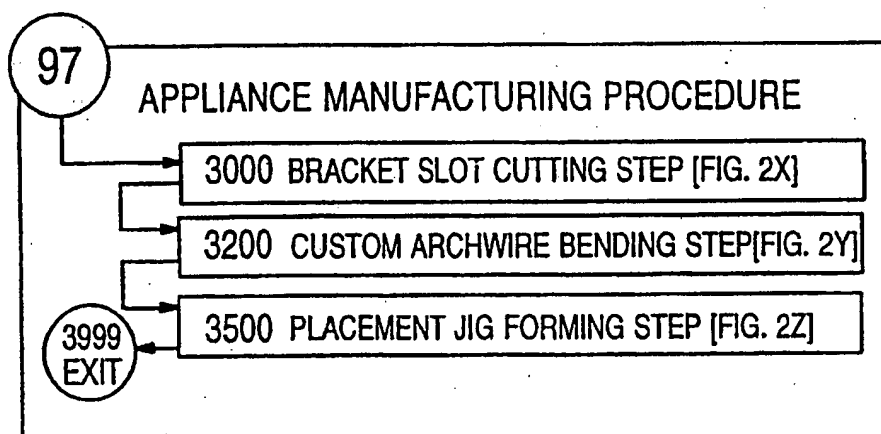 97
APPLIANCE MANUFACTURING PROCEDURE
3000 BRACKET SLOT CUTTING STEP [FIG. 2X]
3200 CUSTOM ARCHWIRE BENDING STEP[FIG. 2Y]
3500 PLACEMENT JIG FORMING STEP [FIG. 2Z]
3999
EXIT